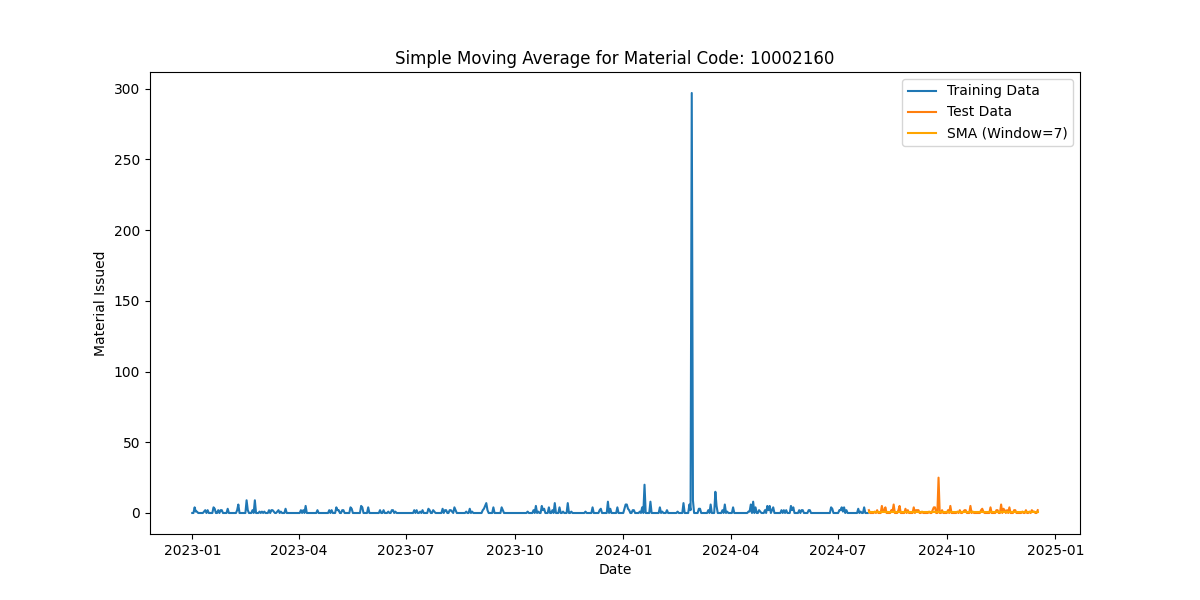 Simple Moving Average for Material Code: 10002160
Training Data
Test Data
SMA (Window=7)
Material Issued
300
250
200
150
100
50
0
2023-01 2023-04 2023-07 2023-10 2024-01 2024-04 2024-07 2024-10 2025-01
Date